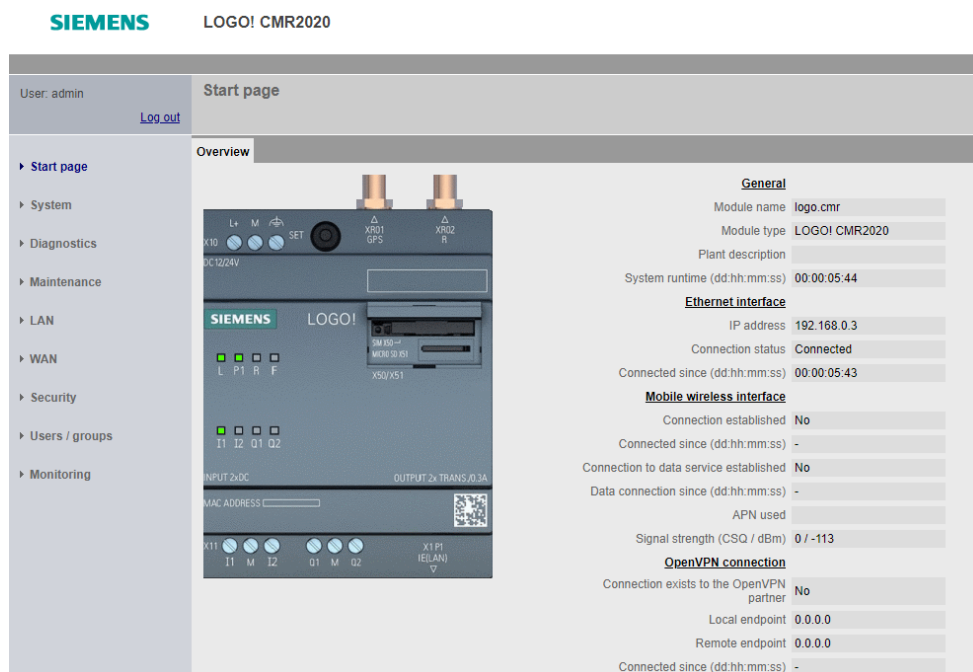 SIEMENS LOGO! CMR2020
User: admin
Log out
Start page
Start page
System
Diagnostics
Maintenance
LAN
WAN
Security
Users / groups
Monitoring
Overview
L+ M
SET
XR01
GPS
XR02
R
X10
DC12/24V
SIEMENS LOGO!
SIM X50
MICRO SD X51
X50/X51
L P1 R F
I1 I2 Q1 Q2
INPUT 2xDC
OUTPUT 2x TRANS./0.3A
MAC ADDRESS
X11
I1 M I2 Q1 M Q2
X1P1
IE(LAN)
General
Module name logo.cmr
Module type LOGO! CMR2020
Plant description
System runtime (dd:hh:mm:ss) 00:00:05:44
Ethernet interface
IP address 192.168.0.3
Connection status Connected
Connected since (dd:hh:mm:ss) 00:00:05:43
Mobile wireless interface
Connection established No
Connected since (dd:hh:mm:ss) -
Connection to data service established No
Data connection since (dd:hh:mm:ss) -
APN used
Signal strength (CSQ / dBm) 0 / -113
OpenVPN connection
Connection exists to the OpenVPN
partner No
Local endpoint 0.0.0.0
Remote endpoint 0.0.0.0
Connected since (dd:hh:mm:ss) -